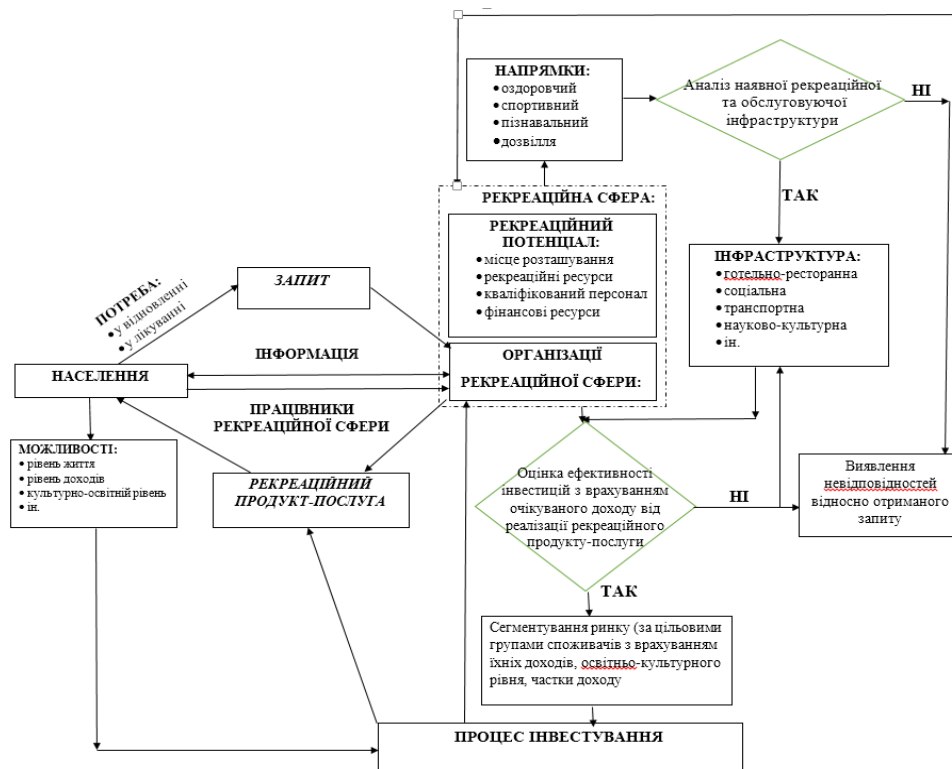 НАПРЯМКИ:
• оздоровчий
• спортивний
• пізнавальний
• дозвілля
Аналіз наявної рекреаційної
та обслуговуючої
інфраструктури
НІ
ТАК
РЕКРЕАЦІЙНА СФЕРА:
РЕКРЕАЦІЙНИЙ
ПОТЕНЦІАЛ:
• місце розташування
• рекреаційні ресурси
• кваліфікований персонал
• фінансові ресурси
ІНФРАСТРУКТУРА:
• готельно-ресторанна
• соціальна
• транспортна
• науково-культурна
• ін.
ПОТРЕБА:
• у відновленні
• у лікуванні
ЗАПИТ
ІНФОРМАЦІЯ
ОРГАНІЗАЦІЇ
РЕКРЕАЦІЙНОЇ СФЕРИ:
НАСЕЛЕННЯ
ПРАЦІВНИКИ
РЕКРЕАЦІЙНОЇ СФЕРИ
МОЖЛИВОСТІ:
• рівень життя
• рівень доходів
• культурно-освітній рівень
• ін.
РЕКРЕАЦІЙНИЙ
ПРОДУКТ-ПОСЛУГА
Оцінка ефективності
інвестицій з врахуванням
очікуваного доходу від
реалізації рекреаційного
продукту-послуги
НІ
Виявлення
невідповідностей
відносно отриманого
запиту
ТАК
Сегментування ринку (за цільовими
групами споживачів з врахуванням
їхніх доходів, освітньо-культурного
рівня, частки доходу
ПРОЦЕС ІНВЕСТУВАННЯ